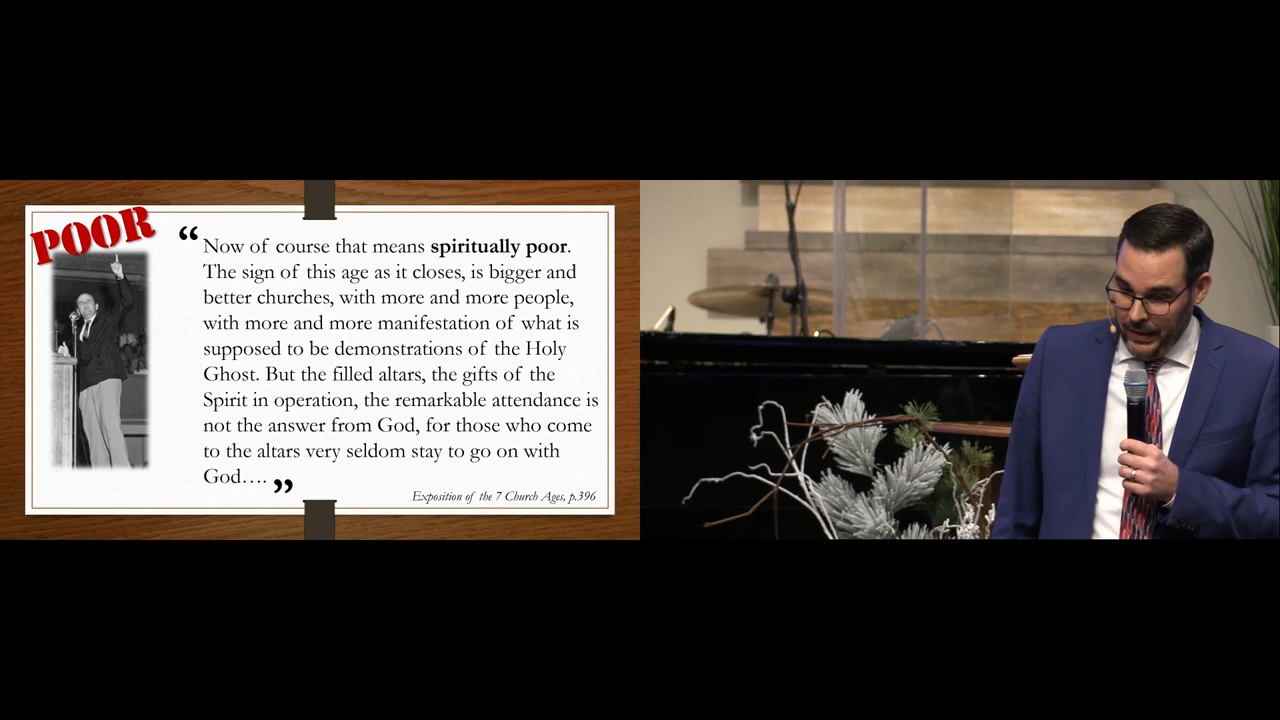 POOR
“ Now of course that means spiritually poor.
The sign of this age as it closes, is bigger and
better churches, with more and more people,
with more and more manifestation of what is
supposed to be demonstrations of the Holy
Ghost. But the filled altars, the gifts of the
Spirit in operation, the remarkable attendance is
not the answer from God, for those who come
to the altars very seldom stay to go on with
God…. ”
Exposition of the 7 Church Ages, p.396